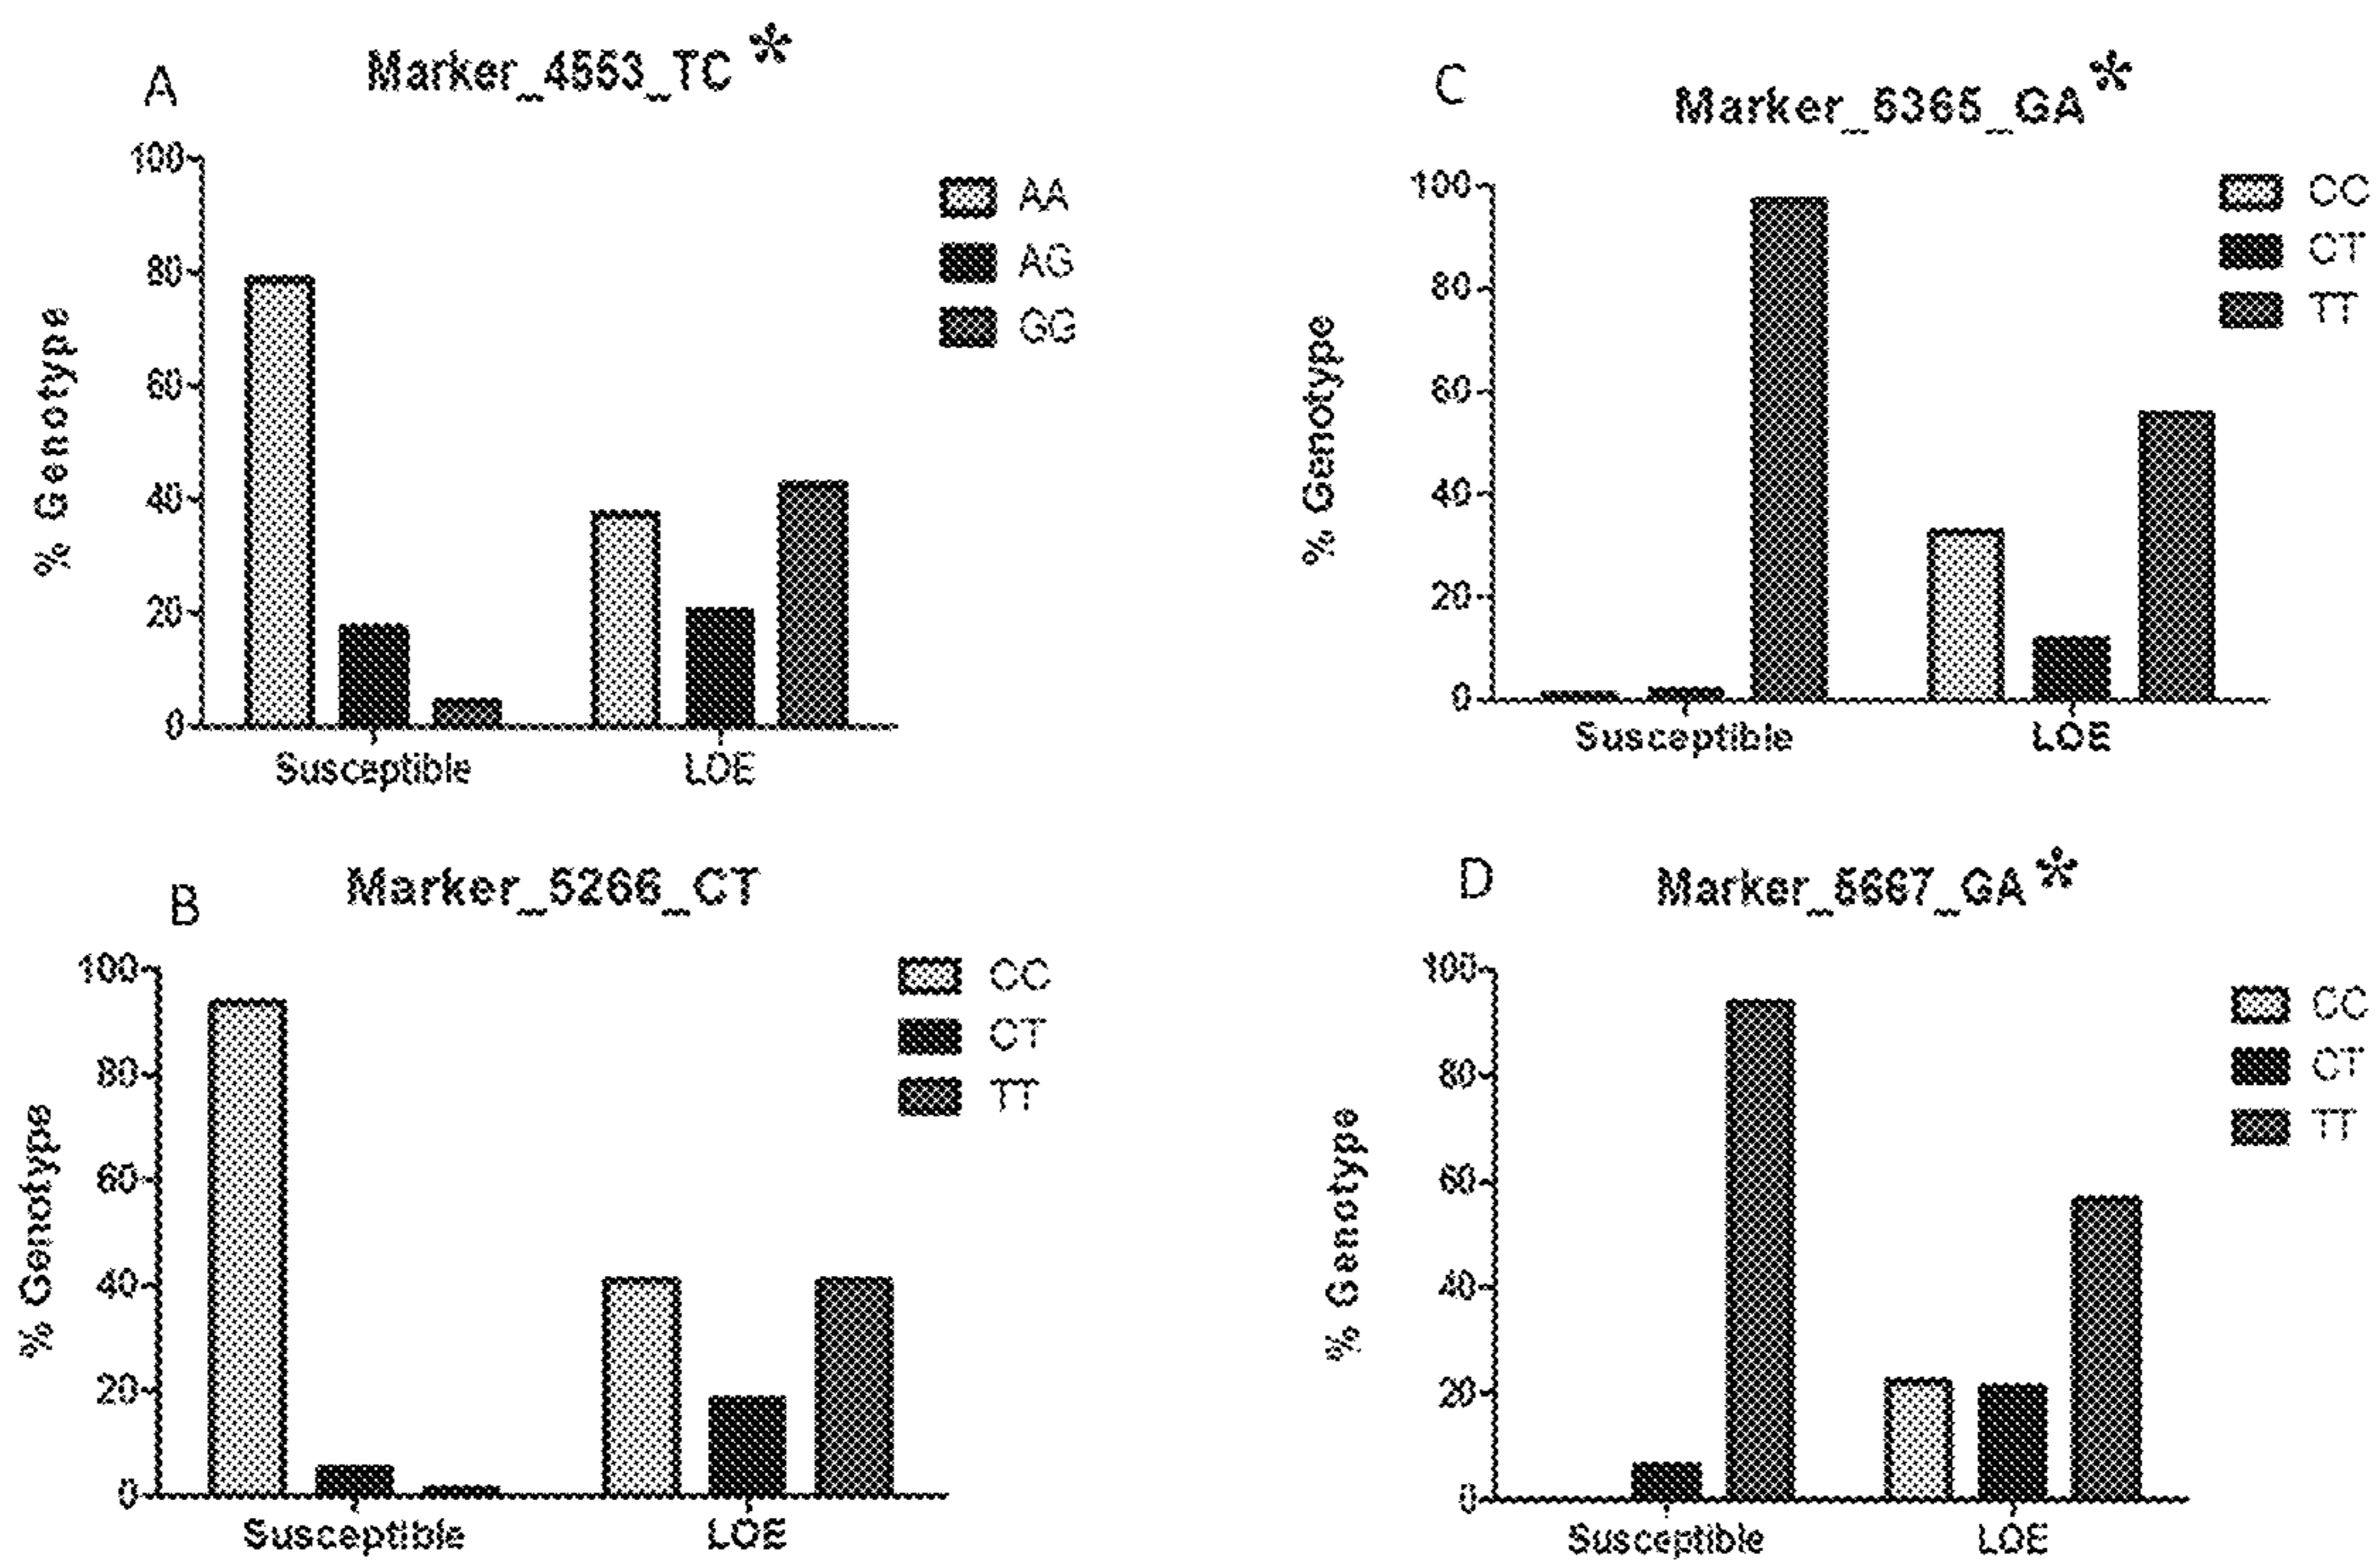 A
Marker_4553_TC *
100
80
60
40
20
0
% Genotype
AA
AG
GG
Susceptible LOE
B
Marker_5266_CT
100
80
60
40
20
0
% Genotype
CC
CT
TT
Susceptible LOE
C
Marker_5365_GA *
100
80
60
40
20
0
% Genotype
CC
CT
TT
Susceptible LOE
D
Marker_5667_GA *
100
80
60
40
20
0
% Genotype
CC
CT
TT
Susceptible LOE